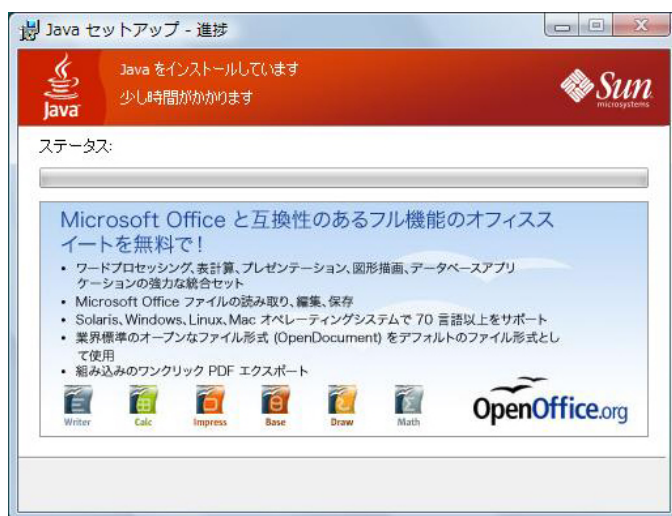 Java セットアップ - 進捗
Java をインストールしています
少し時間がかかります
Java
Sun
microsystems
ステータス:
Microsoft Office と互換性のあるフル機能のオフィスス
イートを無料で！
• ワードプロセッシング、表計算、プレゼンテーション、図形描画、データベースアプリ
ケーションの強力な統合セット
• Microsoft Office ファイルの読み取り、編集、保存
• Solaris、Windows、Linux、Mac オペレーティングシステムで 70 言語以上をサポート
• 業界標準のオープンなファイル形式 (OpenDocument) をデフォルトのファイル形式とし
て使用
• 組み込みのワンクリック PDF エクスポート
Writer Calc Impress Base Draw Math
OpenOffice.org